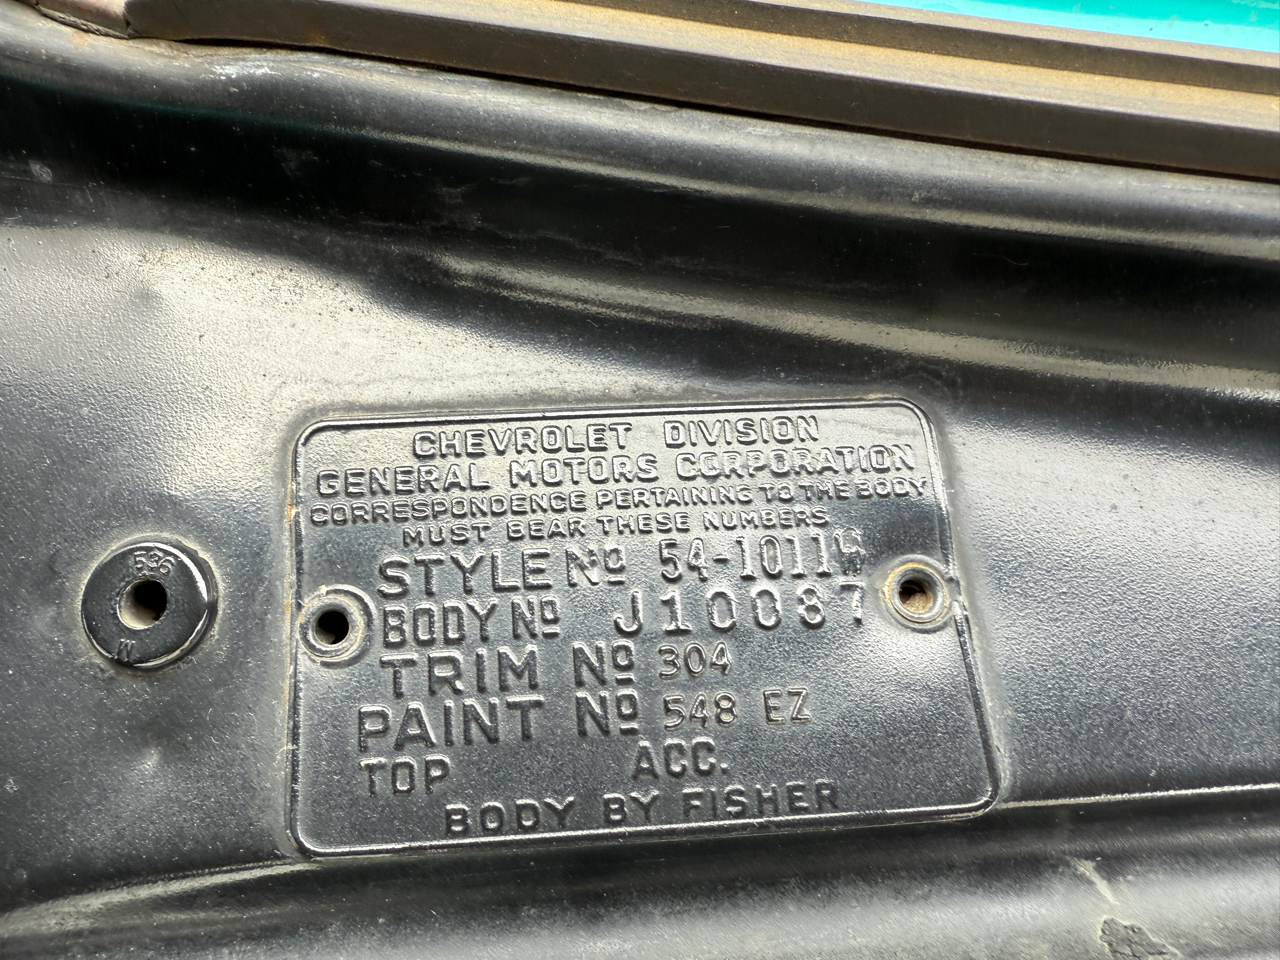 CHEVROLET DIVISION
GENERAL MOTORS CORPORATION
CORRESPONDENCE PERTAINING TO THE BODY
MUST BEAR THESE NUMBERS
STYLE Nº 54-1011W
BODY Nº J10087
TRIM Nº 304
PAINT Nº 548 EZ
TOP ACC.
BODY BY FISHER
536
M